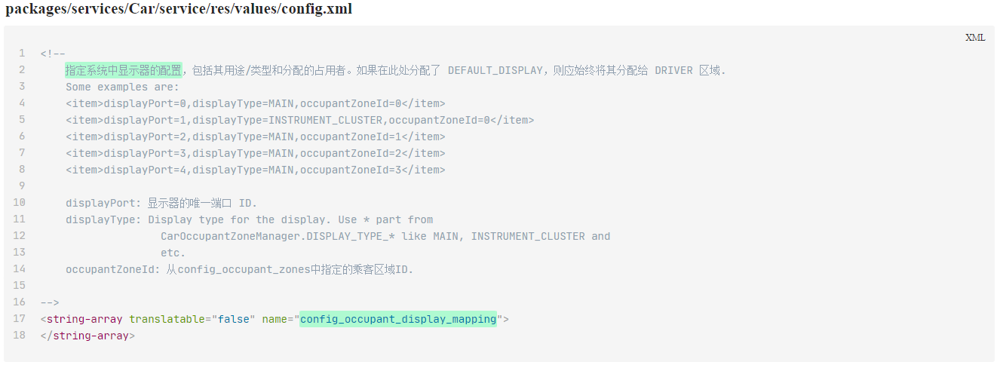 packages/services/Car/service/res/values/config.xml
XML
1 <!--
2 指定系统中显示器的配置，包括其用途/类型和分配的占用者。如果在此处分配了 DEFAULT_DISPLAY，则应始终将其分配给 DRIVER 区域.
3 Some examples are:
4 <item>displayPort=0,displayType=MAIN,occupantZoneId=0</item>
5 <item>displayPort=1,displayType=INSTRUMENT_CLUSTER,occupantZoneId=0</item>
6 <item>displayPort=2,displayType=MAIN,occupantZoneId=1</item>
7 <item>displayPort=3,displayType=MAIN,occupantZoneId=2</item>
8 <item>displayPort=4,displayType=MAIN,occupantZoneId=3</item>
9
10 displayPort: 显示器的唯一端口 ID.
11 displayType: Display type for the display. Use * part from
12 CarOccupantZoneManager.DISPLAY_TYPE_* like MAIN, INSTRUMENT_CLUSTER and
13 etc.
14 occupantZoneId: 从config_occupant_zones中指定的乘客区域ID.
15
16 -->
17 <string-array translatable="false" name="config_occupant_display_mapping">
18 </string-array>